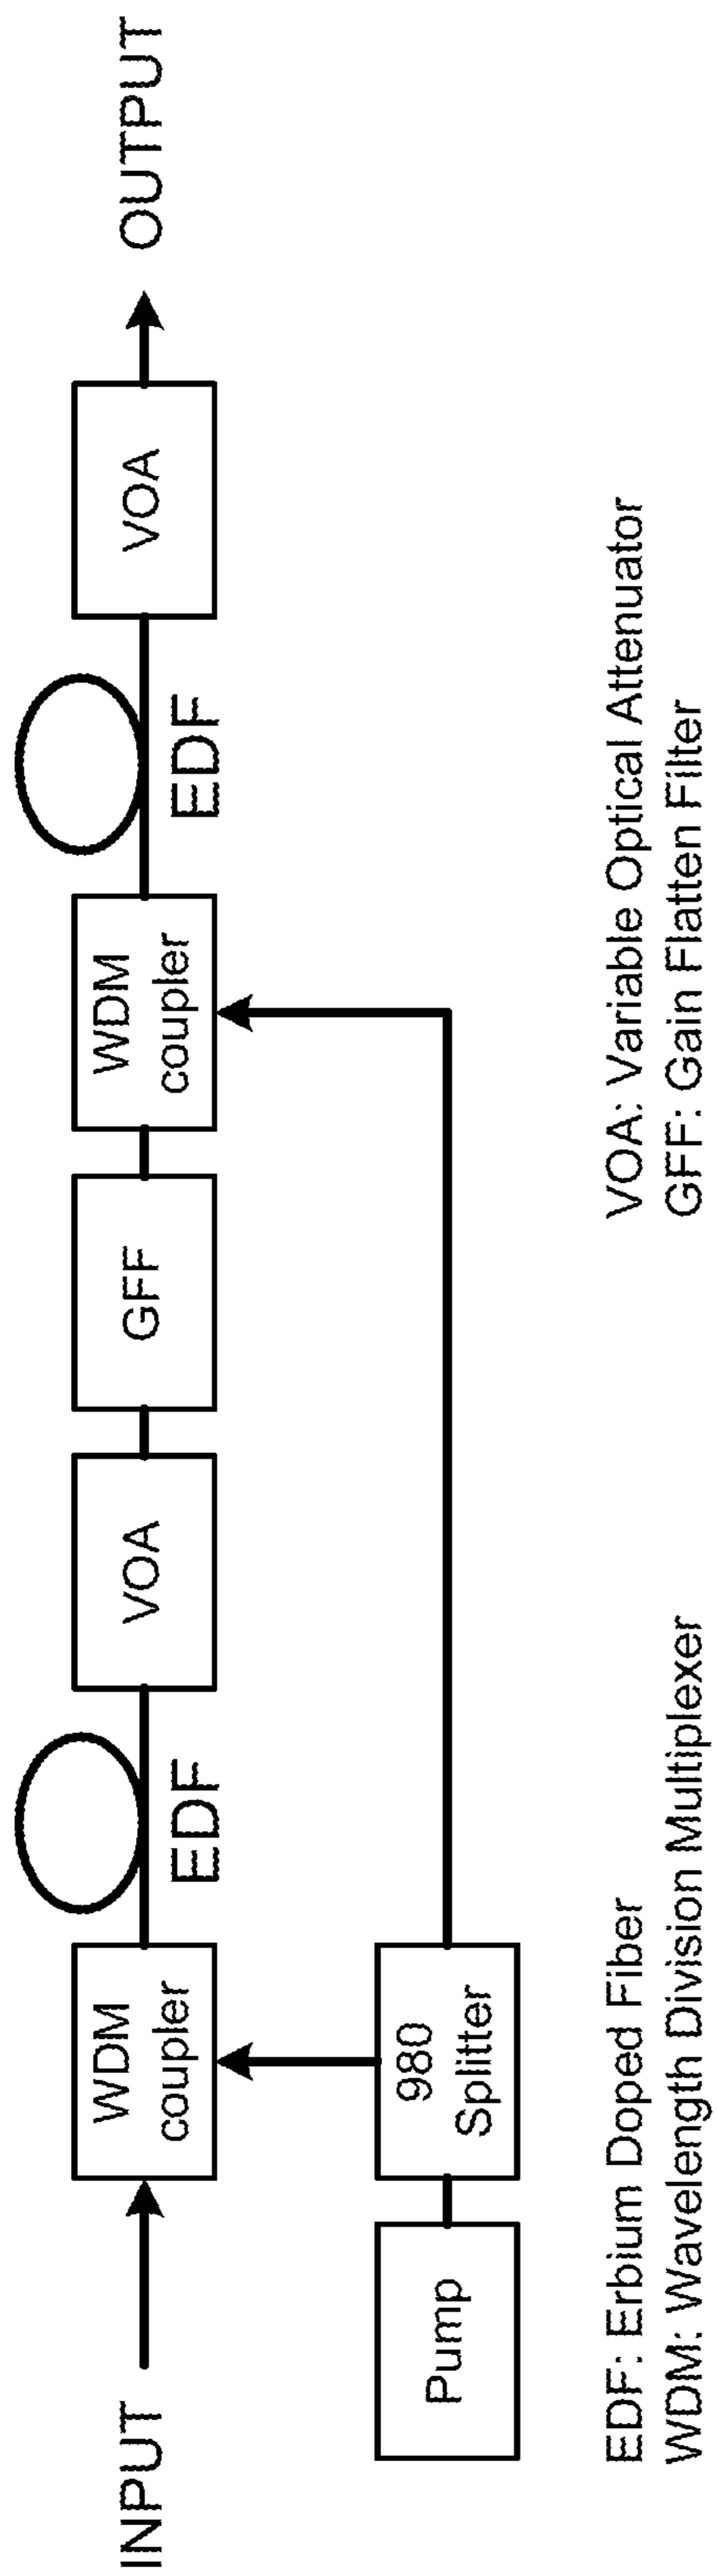 INPUT
WDM
coupler
EDF
VOA
GFF
WDM
coupler
EDF
VOA
OUTPUT
Pump
980
Splitter
EDF: Erbium Doped Fiber
WDM: Wavelength Division Multiplexer
VOA: Variable Optical Attenuator
GFF: Gain Flatten Filter